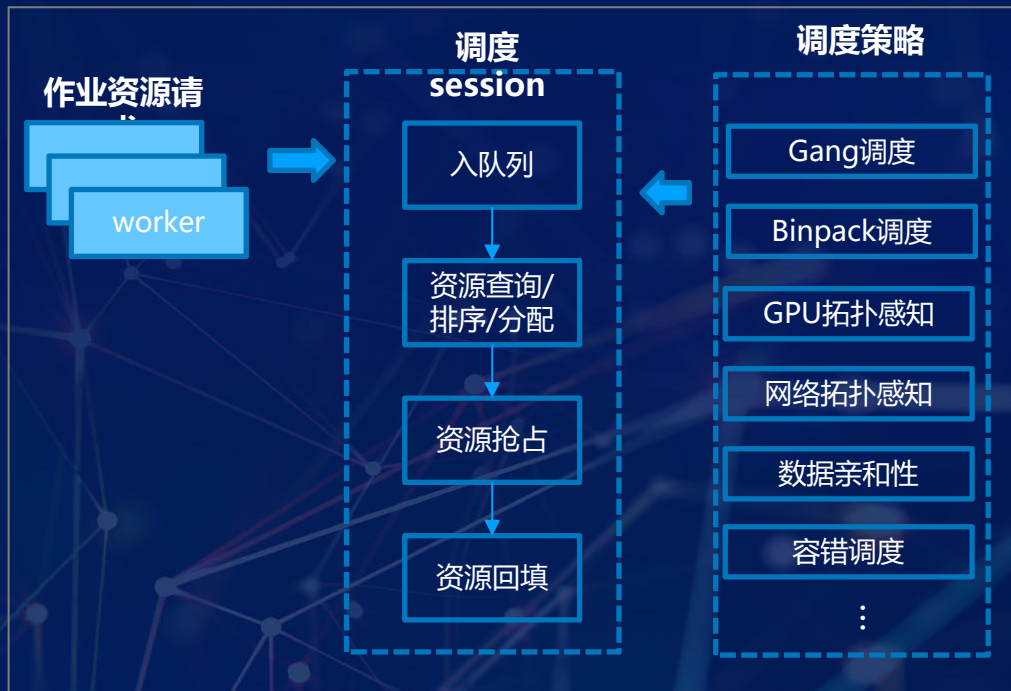 作业资源请
worker
调度
session
入队列
资源查询/
排序/分配
资源抢占
资源回填
调度策略
Gang调度
Binpack调度
GPU拓扑感知
网络拓扑感知
数据亲和性
容错调度
⋮